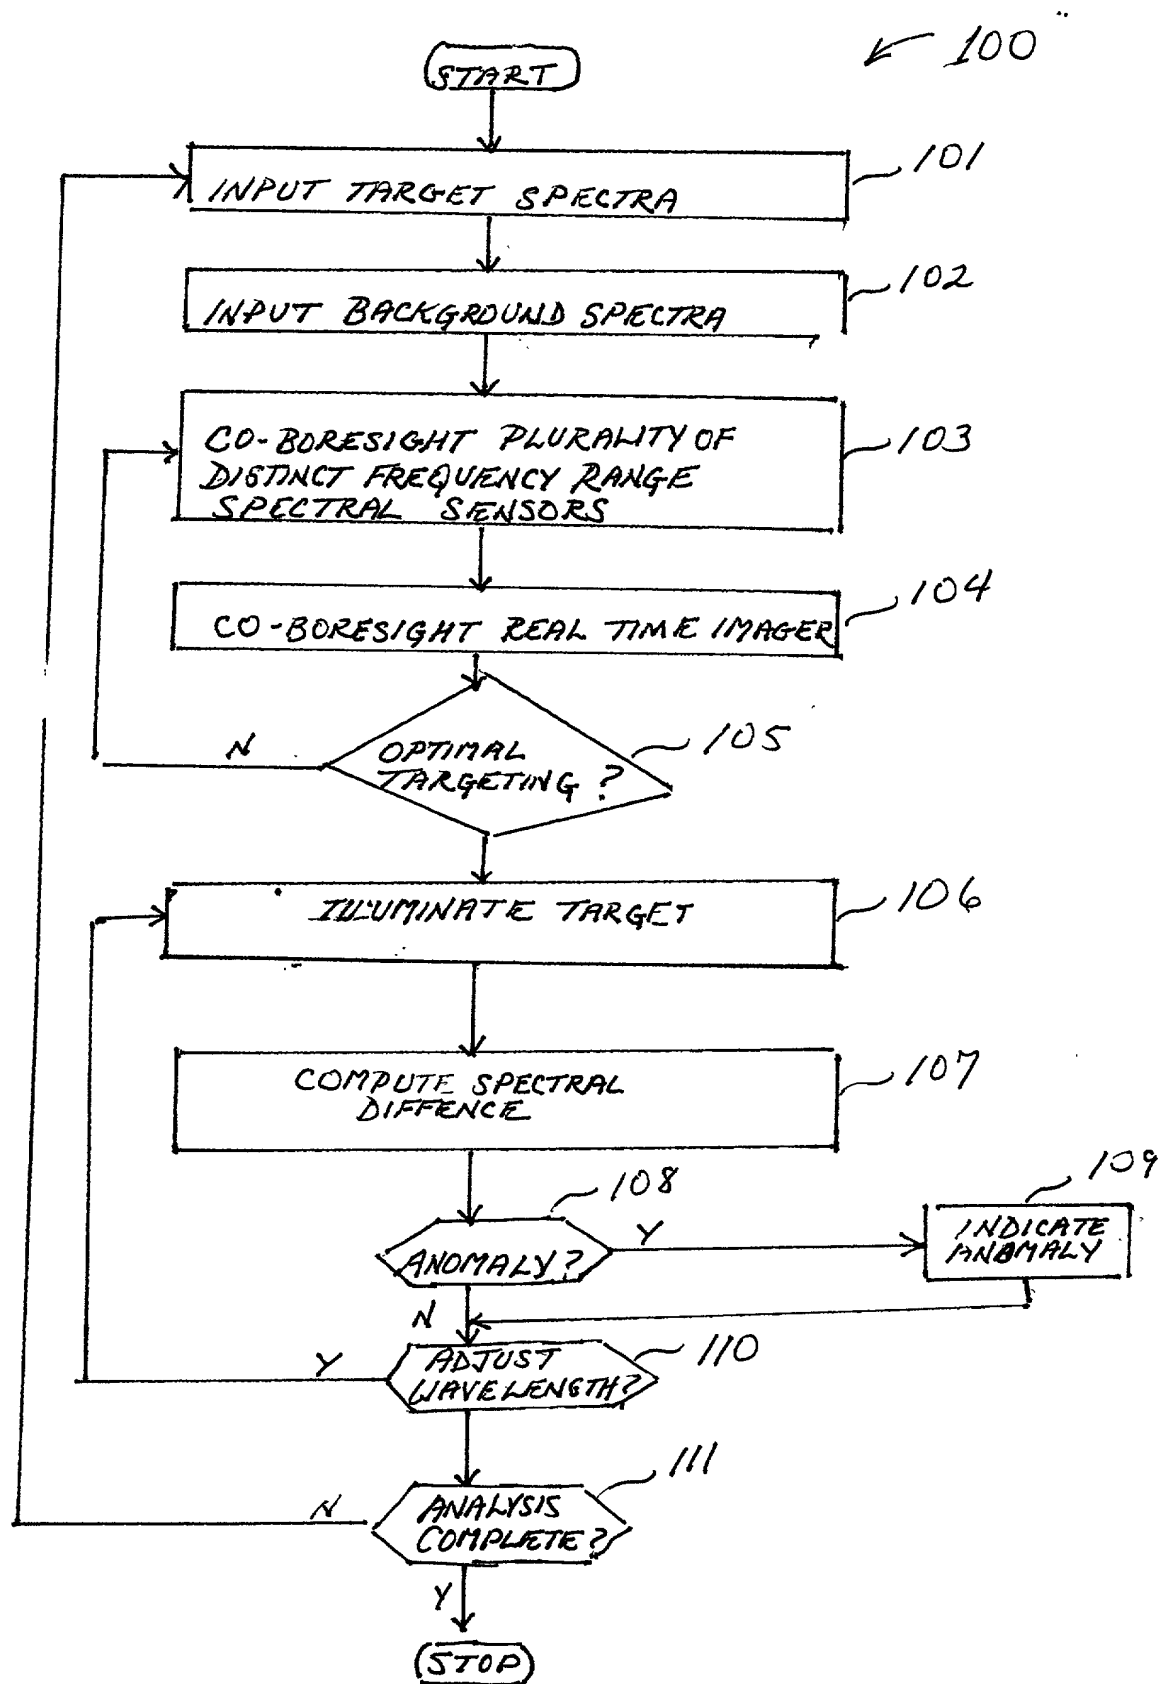 100
START
101
INPUT TARGET SPECTRA
102
INPUT BACKGROUND SPECTRA
103
CO-BORESIGHT PLURALITY OF
DISTINCT FREQUENCY RANGE
SPECTRAL SENSORS
104
CO-BORESIGHT REAL TIME IMAGER
105
N
OPTIMAL
TARGETING ?
106
ILLUMINATE TARGET
107
COMPUTE SPECTRAL
DIFFENCE
108
109
ANOMALY?
Y
INDICATE
ANOMALY
N
110
Y
ADJUST
WAVELENGTH?
111
N
ANALYSIS
COMPLETE?
Y
STOP